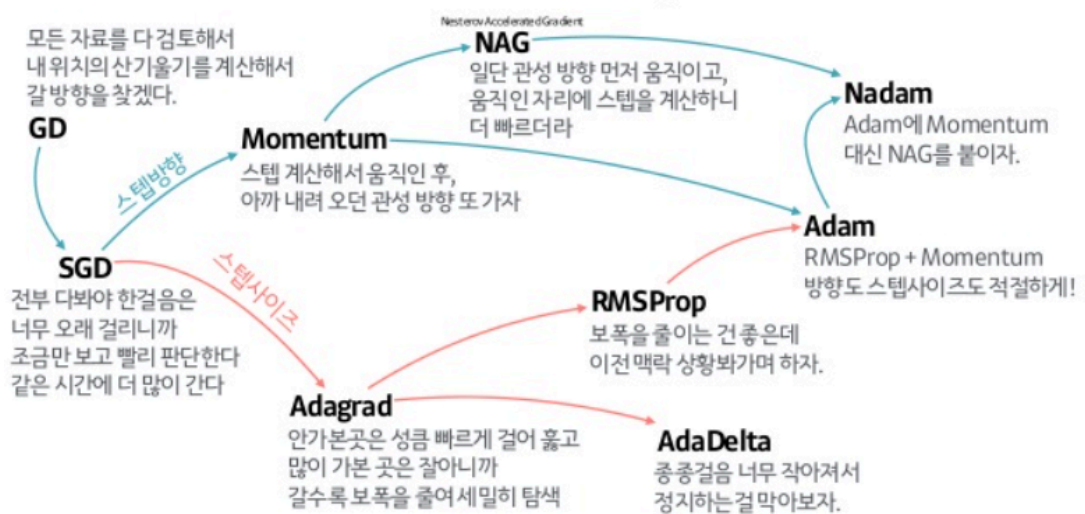 모든 자료를 다 검토해서
내 위치의 산기울기를 계산해서
갈 방향을 찾겠다.
GD
스텝방향
SGD
전부 다봐야 한걸음은
너무 오래 걸리니까
조금만 보고 빨리 판단한다
같은 시간에 더 많이 간다
Momentum
스텝 계산해서 움직인 후,
아까 내려 오던 관성 방향 또 가자
Nesterov Accelerated Gradient
NAG
일단 관성 방향 먼저 움직이고,
움직인 자리에 스텝을 계산하니
더 빠르더라
Nadam
Adam에 Momentum
대신 NAG를 붙이자.
Adam
RMSProp + Momentum
방향도 스텝사이즈도 적절하게!
스텝사이즈
RMSProp
보폭을 줄이는 건 좋은데
이전 맥락 상황봐가며 하자.
Adagrad
안가본곳은 성큼 빠르게 걸어 훓고
많이 가본 곳은 잘아니까
갈수록 보폭을 줄여 세밀히 탐색
AdaDelta
종종걸음 너무 작아져서
정지하는걸 막아보자.